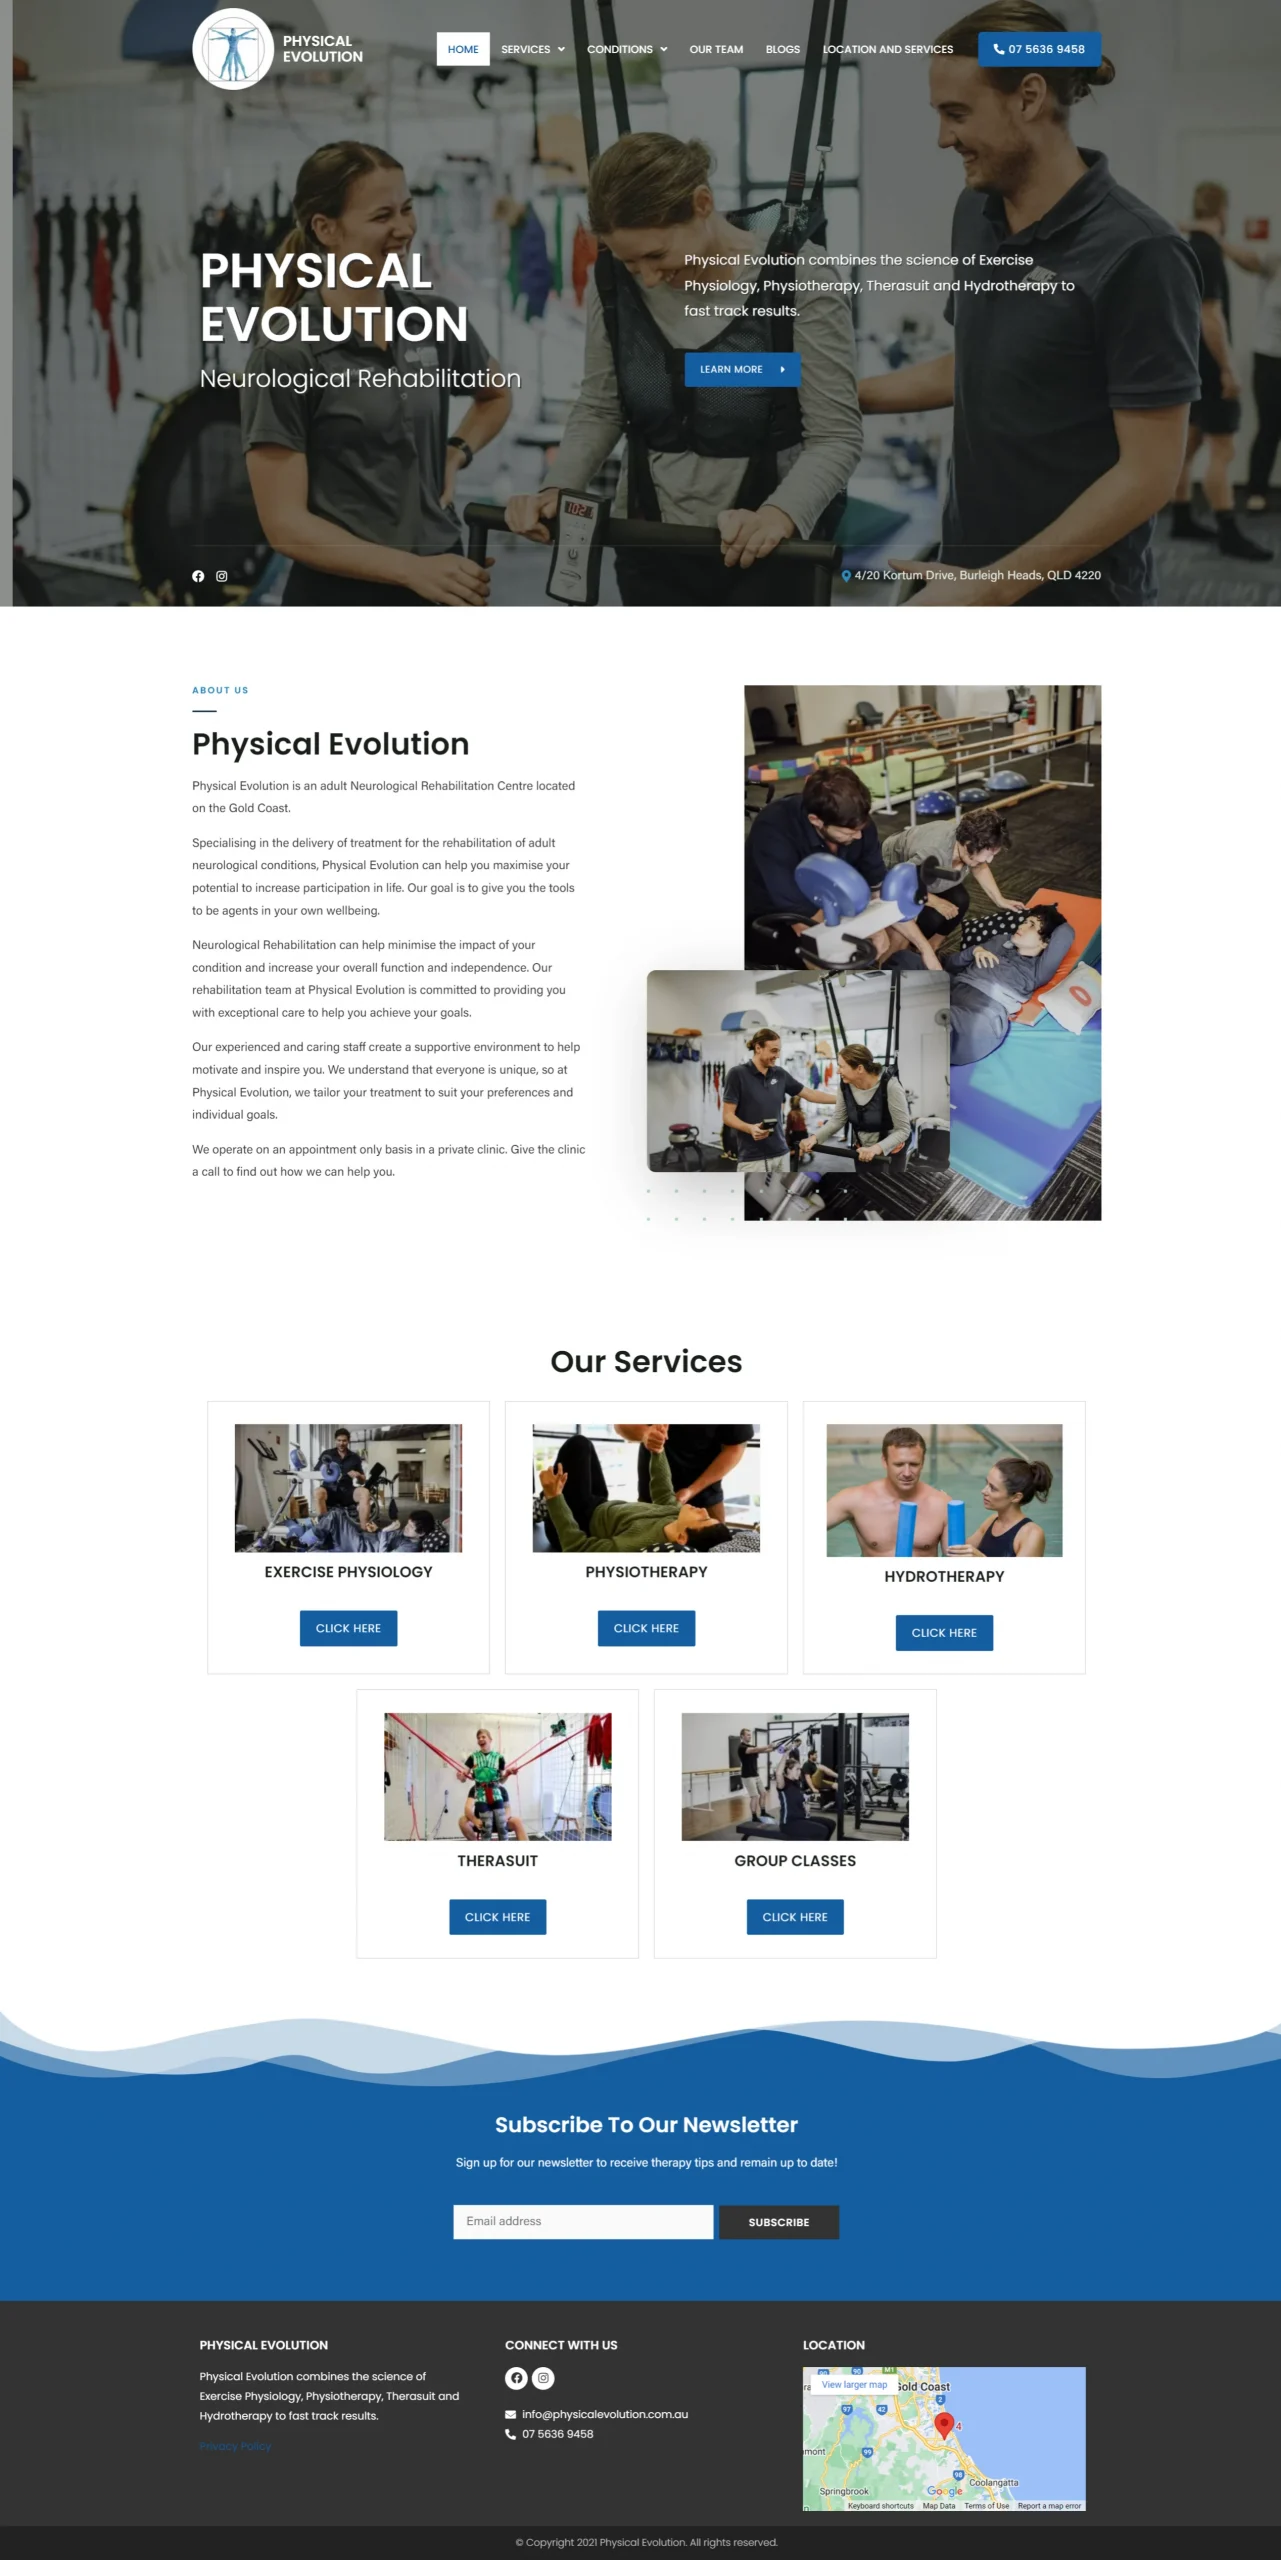 PHYSICAL
EVOLUTION
HOME
SERVICES
CONDITIONS
OUR TEAM
BLOGS
LOCATION AND SERVICES
07 5636 9458
PHYSICAL
EVOLUTION
Neurological Rehabilitation
Physical Evolution combines the science of Exercise
Physiology, Physiotherapy, Therasuit and Hydrotherapy to
fast track results.
LEARN MORE
4/20 Kortum Drive, Burleigh Heads, QLD 4220
ABOUT US
Physical Evolution
Physical Evolution is an adult Neurological Rehabilitation Centre located
on the Gold Coast.
Specialising in the delivery of treatment for the rehabilitation of adult
neurological conditions, Physical Evolution can help you maximise your
potential to increase participation in life. Our goal is to give you the tools
to be agents in your own wellbeing.
Neurological Rehabilitation can help minimise the impact of your
condition and increase your overall function and independence. Our
rehabilitation team at Physical Evolution is committed to providing you
with exceptional care to help you achieve your goals.
Our experienced and caring staff create a supportive environment to help
motivate and inspire you. We understand that everyone is unique, so at
Physical Evolution, we tailor your treatment to suit your preferences and
individual goals.
We operate on an appointment only basis in a private clinic. Give the clinic
a call to find out how we can help you.
Our Services
EXERCISE PHYSIOLOGY
CLICK HERE
PHYSIOTHERAPY
CLICK HERE
HYDROTHERAPY
CLICK HERE
THERASUIT
CLICK HERE
GROUP CLASSES
CLICK HERE
Subscribe To Our Newsletter
Sign up for our newsletter to receive therapy tips and remain up to date!
Email address
SUBSCRIBE
PHYSICAL EVOLUTION
Physical Evolution combines the science of
Exercise Physiology, Physiotherapy, Therasuit and
Hydrotherapy to fast track results.
Privacy Policy
CONNECT WITH US
info@physicalevolution.com.au
07 5636 9458
LOCATION
View larger map
Gold Coast
M1
90
2
97
42
4
99
98
Springbrook
Coolangatta
Google
Keyboard shortcuts
Map Data
Terms of Use
Report a map error
© Copyright 2021 Physical Evolution. All rights reserved.